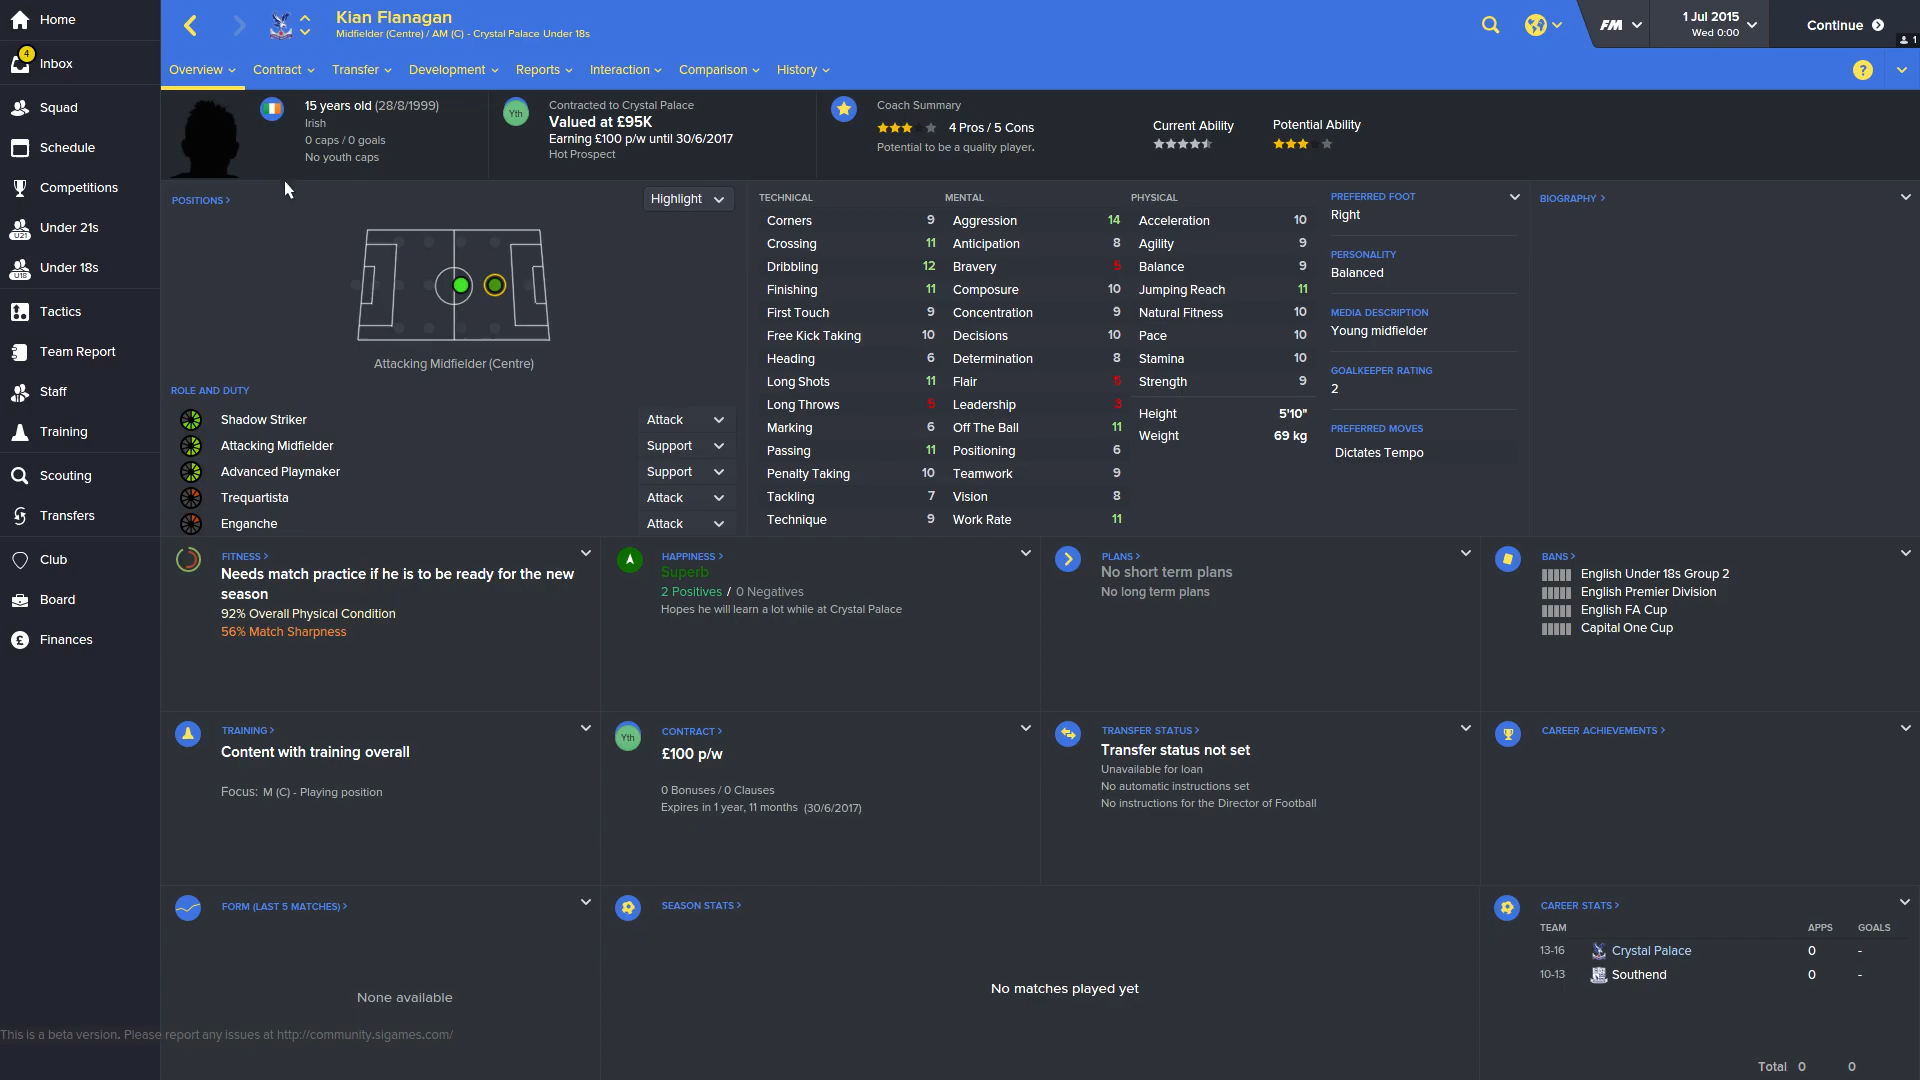 Home
4
Inbox
Squad
Schedule
Competitions
U21
Under 21s
U18
Under 18s
Tactics
Team Report
Staff
Training
Scouting
Transfers
Club
Board
£
Finances
Kian Flanagan
Midfielder (Centre) / AM (C) - Crystal Palace Under 18s
FM
1 Jul 2015
Wed 0:00
Continue
1
Overview
Contract
Transfer
Development
Reports
Interaction
Comparison
History
?
15 years old (28/8/1999)
Irish
0 caps / 0 goals
No youth caps
Yth
Contracted to Crystal Palace
Valued at £95K
Earning £100 p/w until 30/6/2017
Hot Prospect
Coach Summary
4 Pros / 5 Cons
Potential to be a quality player.
Current Ability
Potential Ability
POSITIONS >
Highlight
Attacking Midfielder (Centre)
ROLE AND DUTY
Shadow Striker Attack
Attacking Midfielder Support
Advanced Playmaker Support
Trequartista Attack
Enganche Attack
TECHNICAL
Corners 9
Crossing 11
Dribbling 12
Finishing 11
First Touch 9
Free Kick Taking 10
Heading 6
Long Shots 11
Long Throws 5
Marking 6
Passing 11
Penalty Taking 10
Tackling 7
Technique 9
MENTAL
Aggression 14
Anticipation 8
Bravery 5
Composure 10
Concentration 9
Decisions 10
Determination 8
Flair 5
Leadership 3
Off The Ball 11
Positioning 6
Teamwork 9
Vision 8
Work Rate 11
PHYSICAL
Acceleration 10
Agility 9
Balance 9
Jumping Reach 11
Natural Fitness 10
Pace 10
Stamina 10
Strength 9
Height 5'10"
Weight 69 kg
PREFERRED FOOT
Right
PERSONALITY
Balanced
MEDIA DESCRIPTION
Young midfielder
GOALKEEPER RATING
2
PREFERRED MOVES
Dictates Tempo
BIOGRAPHY >
FITNESS >
Needs match practice if he is to be ready for the new
season
92% Overall Physical Condition
56% Match Sharpness
HAPPINESS >
Superb
2 Positives / 0 Negatives
Hopes he will learn a lot while at Crystal Palace
PLANS >
No short term plans
No long term plans
BANS >
English Under 18s Group 2
English Premier Division
English FA Cup
Capital One Cup
TRAINING >
Content with training overall
Focus: M (C) - Playing position
Yth
CONTRACT >
£100 p/w
0 Bonuses / 0 Clauses
Expires in 1 year, 11 months (30/6/2017)
TRANSFER STATUS >
Transfer status not set
Unavailable for loan
No automatic instructions set
No instructions for the Director of Football
CAREER ACHIEVEMENTS >
FORM (LAST 5 MATCHES) >
None available
SEASON STATS >
No matches played yet
CAREER STATS >
TEAM APPS GOALS
13-16 Crystal Palace 0 -
10-13 Southend 0 -
Total 0 0
This is a beta version. Please report any issues at http://community.sigames.com/